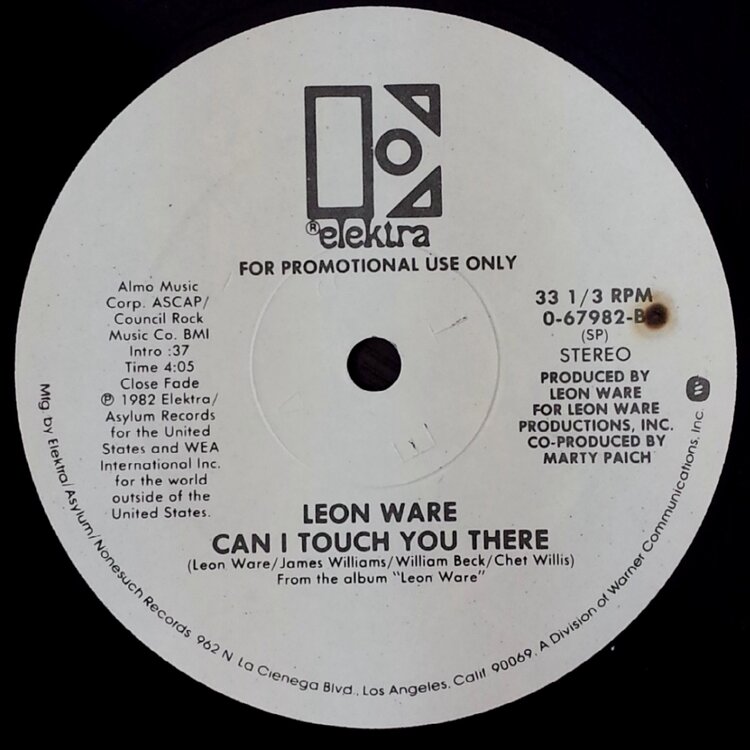 ® elektra
FOR PROMOTIONAL USE ONLY
Almo Music
Corp. ASCAP/
Council Rock
Music Co. BMI
Intro :37
Time 4:05
Close Fade
℗ 1982 Elektra/
Asylum Records
for the United
States and WEA
International Inc.
for the world
outside of the
United States.
33 1/3 RPM
0-67982-B
(SP)
STEREO
PRODUCED BY
LEON WARE
FOR LEON WARE
PRODUCTIONS, INC.
CO-PRODUCED BY
MARTY PAICH
LEON WARE
CAN I TOUCH YOU THERE
(Leon Ware/James Williams/William Beck/Chet Willis)
From the album "Leon Ware"
Mfg by Elektra/Asylum/Nonesuch Records 962 N La Cienega Blvd., Los Angeles, Calif 90069. A Division of Warner Communications, Inc.